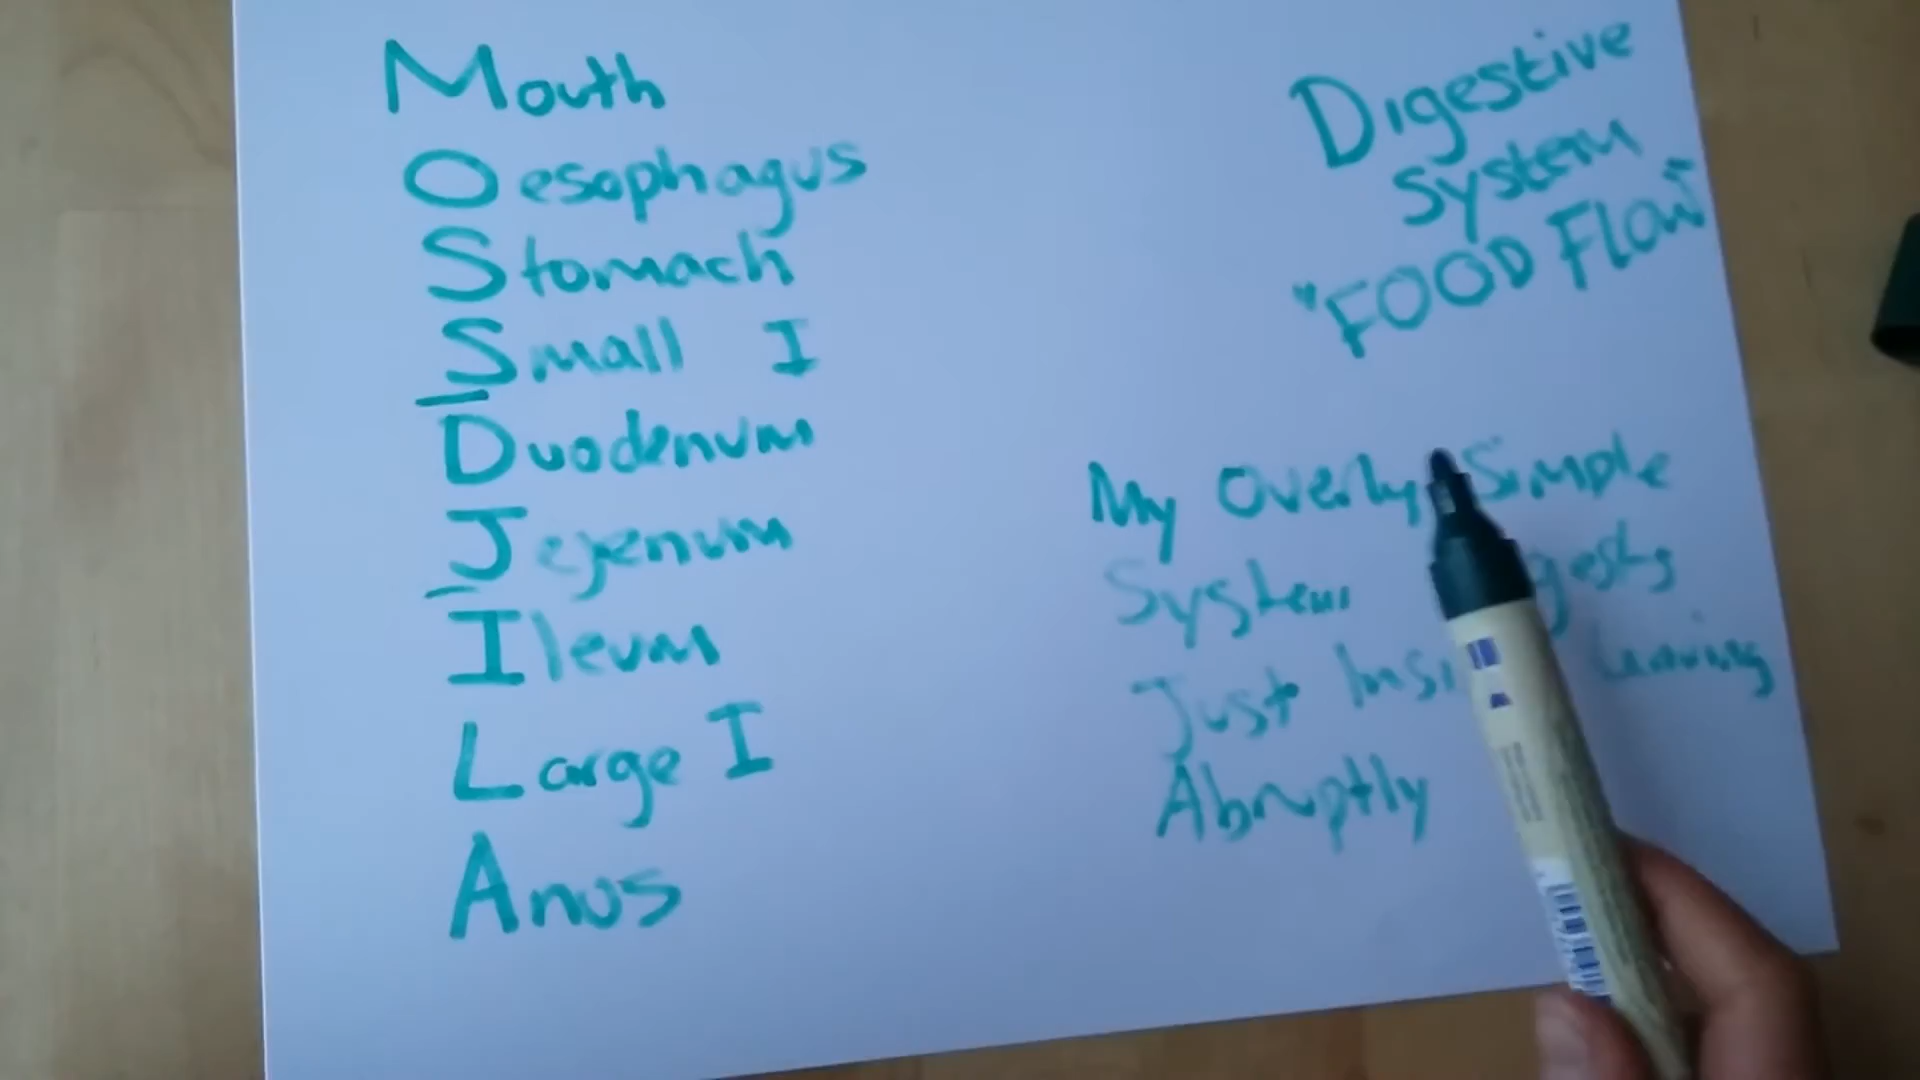 Mouth
Oesophagus
Stomach
Small I
Duodenum
Jejenum
Ileum
Large I
Anus
Digestive
System
"FOOD Flow"
My Overly Simple
System
Just Leaving
Abruptly